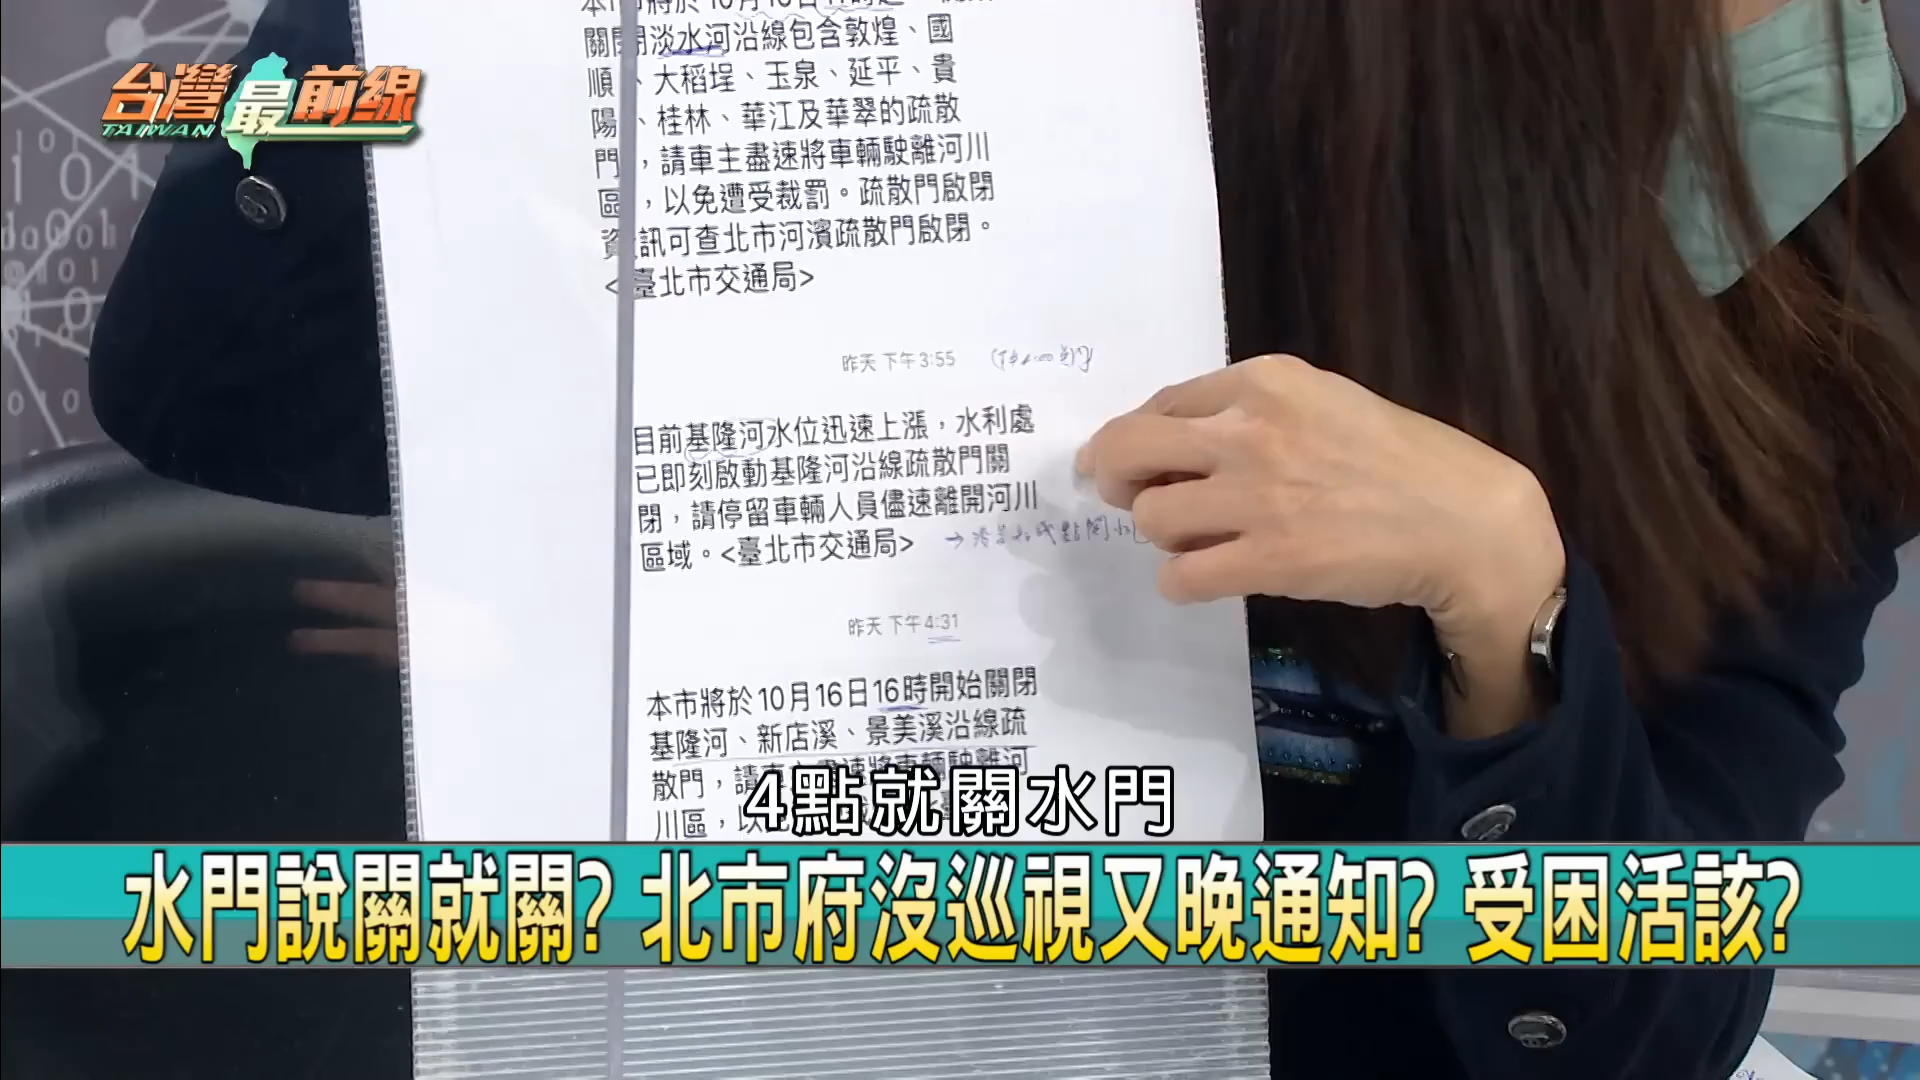 台灣最前線
TAIWAN
關閉淡水河沿線包含敦煌、國
順、大稻埕、玉泉、延平、貴
陽、桂林、華江及華翠的疏散
門,請車主盡速將車輛駛離河川
區,以免遭受裁罰。疏散門啟閉
資訊可查北市河濱疏散門啟閉。
<臺北市交通局>
昨天 下午3:55
目前基隆河水位迅速上漲,水利處
已即刻啟動基隆河沿線疏散門關
閉,請停留車輛人員儘速離開河川
區域。<臺北市交通局>
昨天 下午4:31
本市將於10月16日16時開始關閉
基隆河、新店溪、景美溪沿線疏
散門,請
川區,以
4點就關水門
水門說關就關? 北市府沒巡視又晚通知? 受困活該?